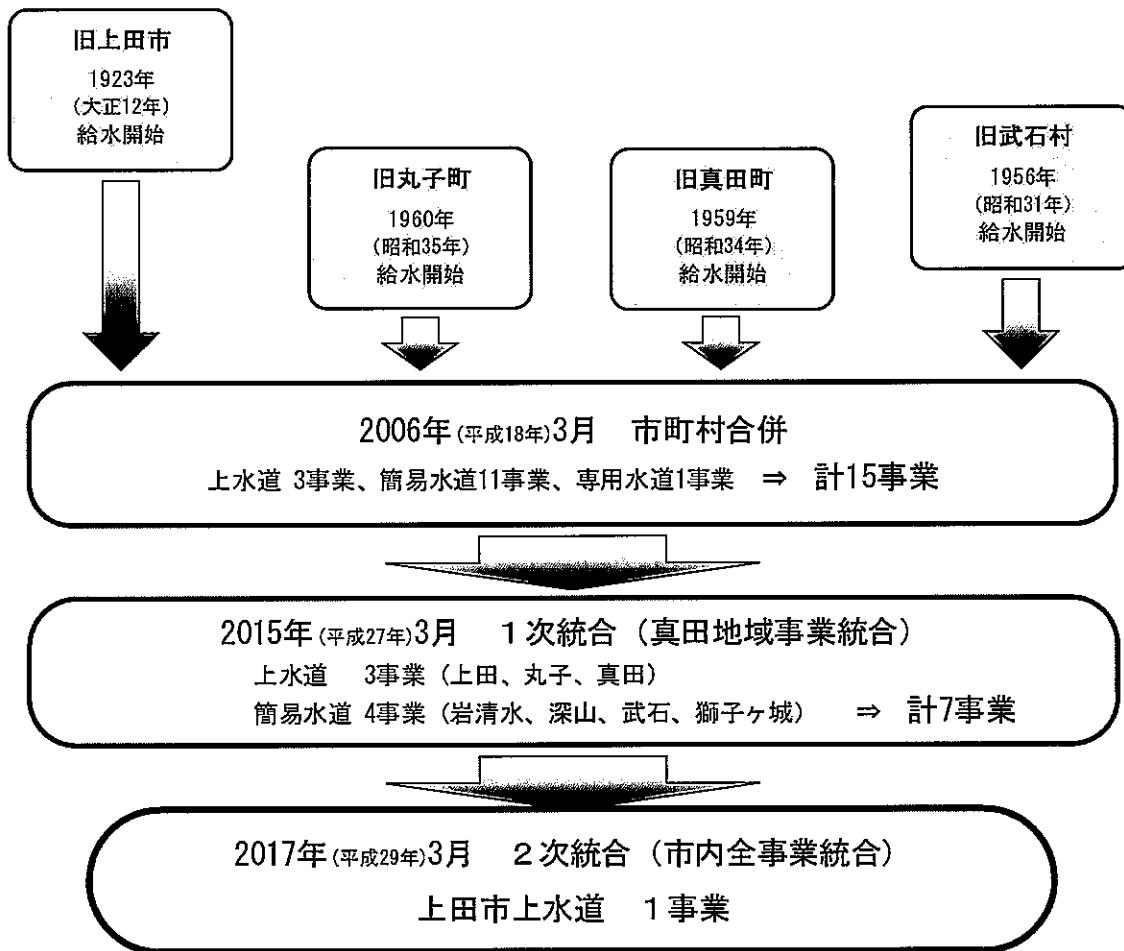 旧上田市
1923年
(大正12年)
給水開始
旧丸子町
1960年
(昭和35年)
給水開始
旧真田町
1959年
(昭和34年)
給水開始
旧武石村
1956年
(昭和31年)
給水開始
2006年(平成18年)3月 市町村合併
上水道 3事業、簡易水道11事業、専用水道1事業 ⇒ 計15事業
2015年(平成27年)3月 1次統合(真田地域事業統合)
上水道 3事業(上田、丸子、真田)
簡易水道 4事業(岩清水、深山、武石、獅子ヶ城) ⇒ 計7事業
2017年(平成29年)3月 2次統合(市内全事業統合)
上田市上水道 1事業